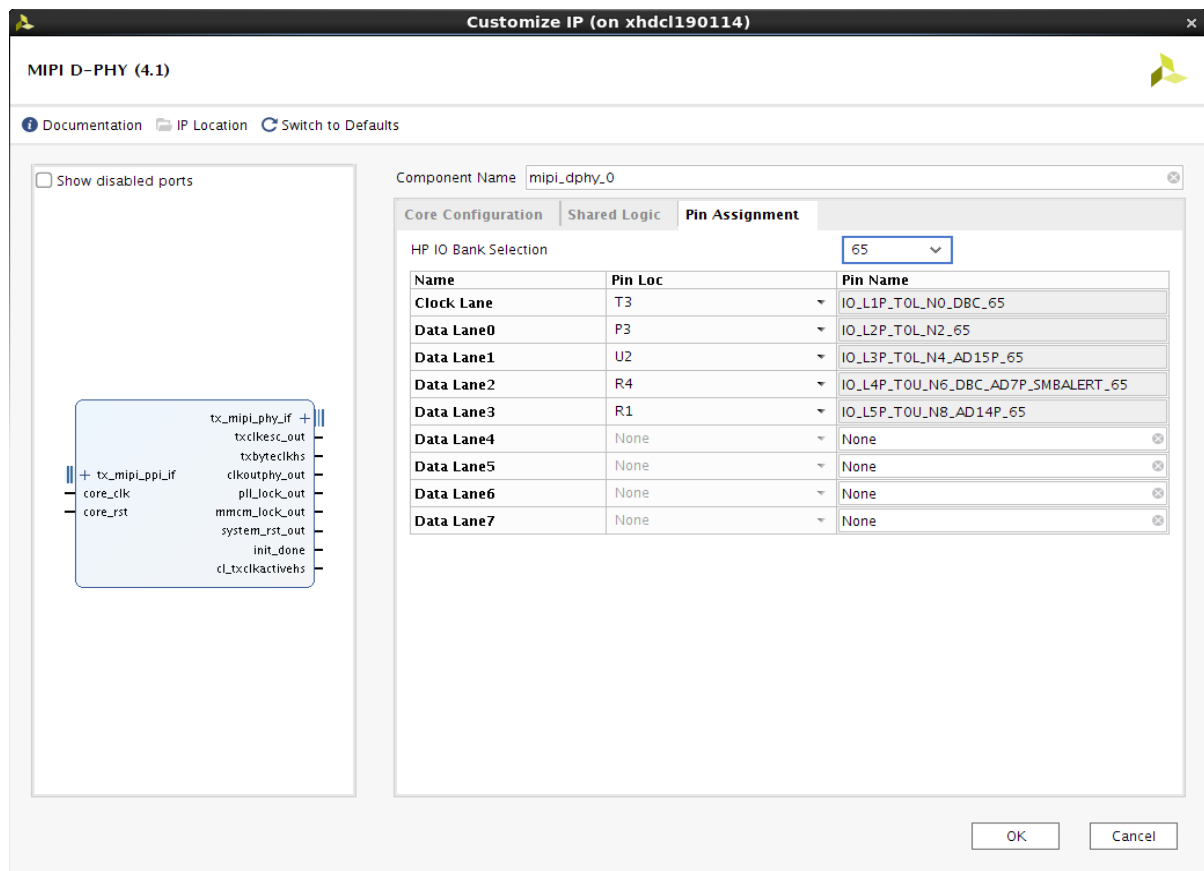 Customize IP (on xhdcl190114)
MIPI D-PHY (4.1)
Documentation IP Location Switch to Defaults
Show disabled ports
tx_mipi_phy_if
txclkesc_out
txbyteclkhs
tx_mipi_ppi_if clkoutphy_out
core_clk pll_lock_out
core_rst mmcm_lock_out
system_rst_out
init_done
cl_txclkactivehs
Component Name mipi_dphy_0
Core Configuration Shared Logic Pin Assignment
HP IO Bank Selection 65
Name Pin Loc Pin Name
Clock Lane T3 IO_L1P_T0L_N0_DBC_65
Data Lane0 P3 IO_L2P_T0L_N2_65
Data Lane1 U2 IO_L3P_T0L_N4_AD15P_65
Data Lane2 R4 IO_L4P_T0U_N6_DBC_AD7P_SMBALERT_65
Data Lane3 R1 IO_L5P_T0U_N8_AD14P_65
Data Lane4 None None
Data Lane5 None None
Data Lane6 None None
Data Lane7 None None
OK Cancel